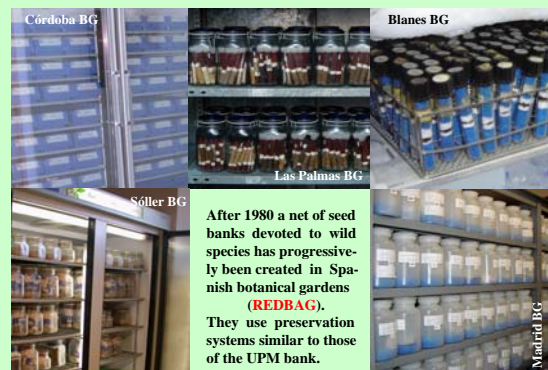 Córdoba BG
Blanes BG
Las Palmas BG
Sóller BG
After 1980 a net of seed
banks devoted to wild
species has progressive-
ly been created in Spa-
nish botanical gardens
(REDBAG).
They use preservation
systems similar to those
of the UPM bank.
Madrid BG